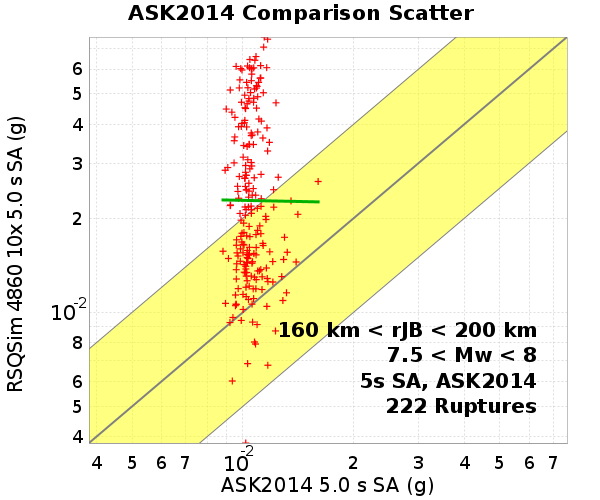 ASK2014 Comparison Scatter
RSQSim 4860 10x 5.0 s SA (g)
6
5
4
3
2
10-2
8
6
5
4
160 km < rJB < 200 km
7.5 < Mw < 8
5s SA, ASK2014
222 Ruptures
4 5 6 7 10-2 2 3 4 5 6 7
ASK2014 5.0 s SA (g)